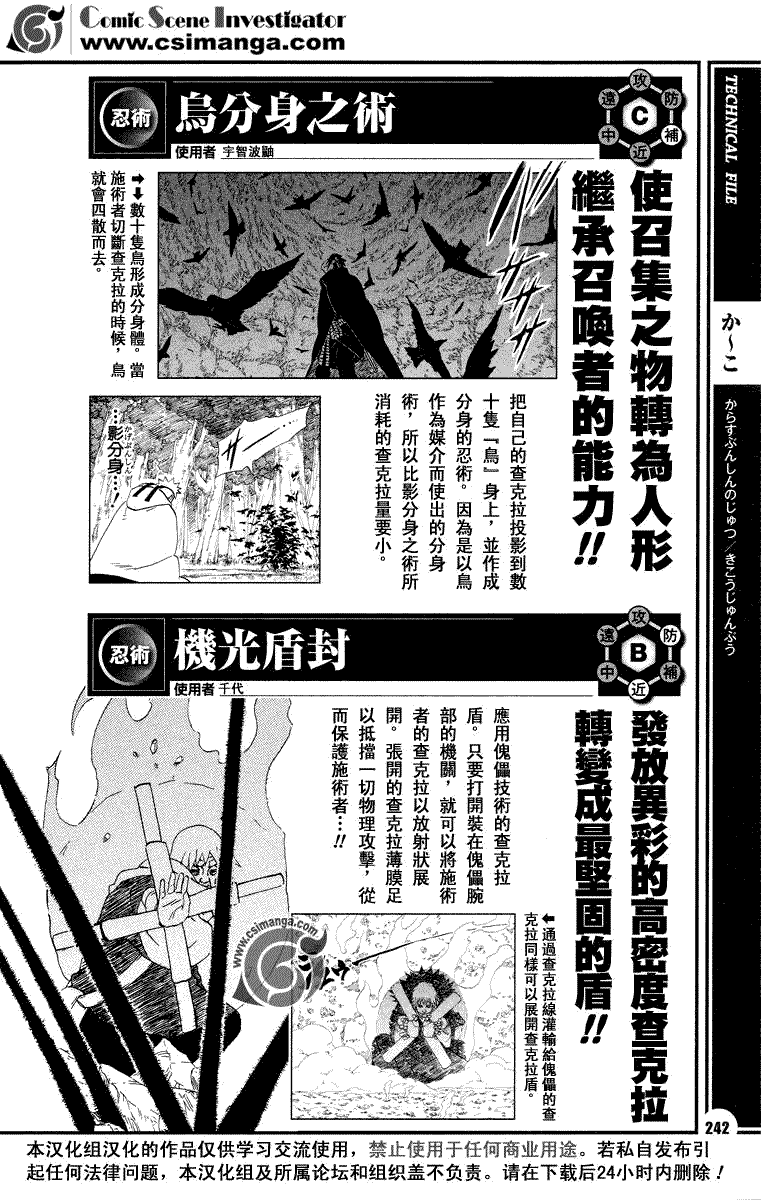 Comic Scene Investigator
www.csimanga.com
TECHNICAL FILE
か～こ
からすぶんしんのじゅつ／きこうじゅんぷう
忍術
烏分身之術
使用者 宇智波鼬
C
攻
防
補
近
中
遠
使召集之物轉為人形
繼承召喚者的能力!!
把自己的查克拉投影到數
十隻『烏』身上，並作成
分身的忍術。因為是以烏
作為媒介而使出的分身
術，所以比影分身之術所
消耗的查克拉量要小。
➡⬇數十隻烏形成分身體。當
施術者切斷查克拉的時候，烏
就會四散而去。
…影分身…!
かげぶんしん
忍術
機光盾封
使用者 千代
B
攻
防
補
近
中
遠
發放異彩的高密度查克拉
轉變成最堅固的盾!!
應用傀儡技術的查克拉
盾。只要打開裝在傀儡腕
部的機關，就可以將施術
者的查克拉以放射狀展
開。張開的查克拉薄膜足
以抵擋一切物理攻擊，從
而保護施術者…!!
⬅通過查克拉線灌輸給傀儡的查
克拉同樣可以展開查克拉盾。
www.csimanga.com
242
本汉化组汉化的作品仅供学习交流使用，禁止使用于任何商业用途。若私自发布引
起任何法律问题，本汉化组及所属论坛和组织盖不负责。请在下载后24小时内删除！